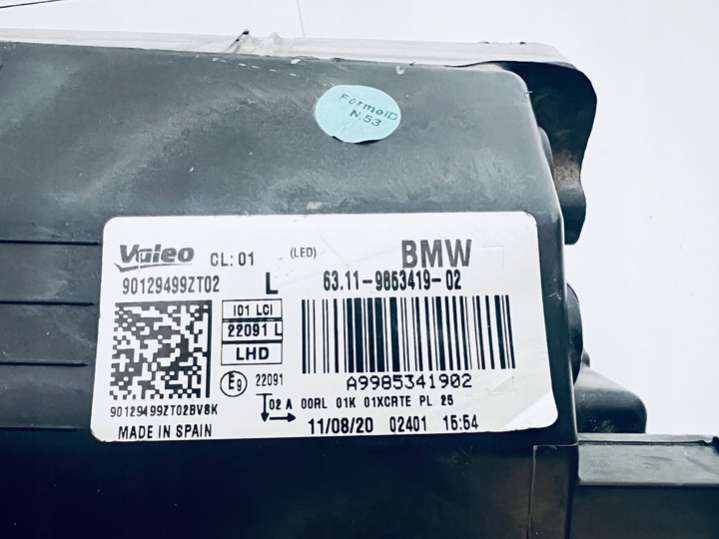 FormelD
N.53
Valeo CL: 01 (LED) BMW
90129499ZT02 L 63.11-9853419-02
I01 LCI
22091 L
LHD
E9 22091
A9985341902
90129499ZT02BV8K
02 A 00RL 01K 01XCRTE PL 25
MADE IN SPAIN
11/08/20 02401 15:54